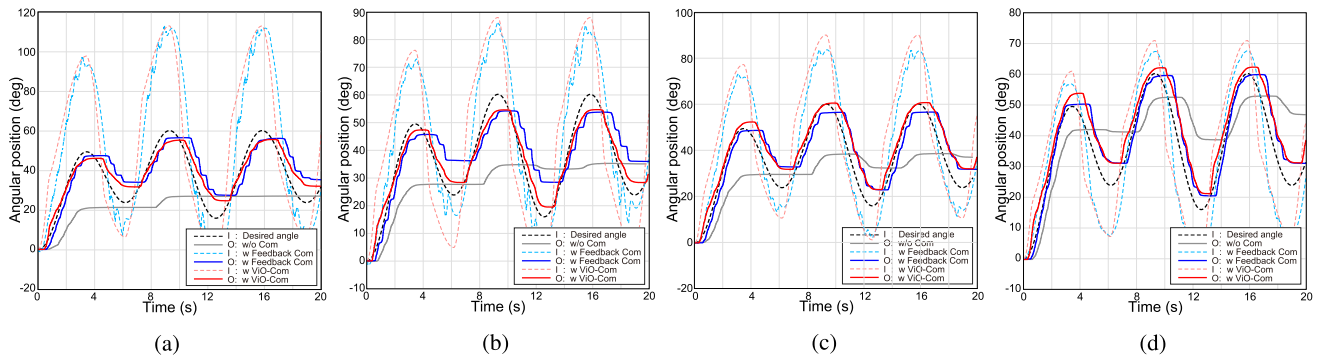 Angular position (deg)
120
100
80
60
40
20
0
-20
0 4 8 12 16 20
Time (s)
I : Desired angle
O: w/o Com
I : w Feedback Com
O: w Feedback Com
I : w ViO-Com
O: w ViO-Com
(a)
Angular position (deg)
90
80
70
60
50
40
30
20
10
0
-10
0 4 8 12 16 20
Time (s)
I : Desired angle
O: w/o Com
I : w Feedback Com
O: w Feedback Com
I : w ViO-Com
O: w ViO-Com
(b)
Angular position (deg)
100
80
60
40
20
0
-20
0 4 8 12 16 20
Time (s)
I : Desired angle
O: w/o Com
I : w Feedback Com
O: w Feedback Com
I : w ViO-Com
O: w ViO-Com
(c)
Angular position (deg)
80
70
60
50
40
30
20
10
0
-10
0 4 8 12 16 20
Time (s)
I : Desired angle
O: w/o Com
I : w Feedback Com
O: w Feedback Com
I : w ViO-Com
O: w ViO-Com
(d)